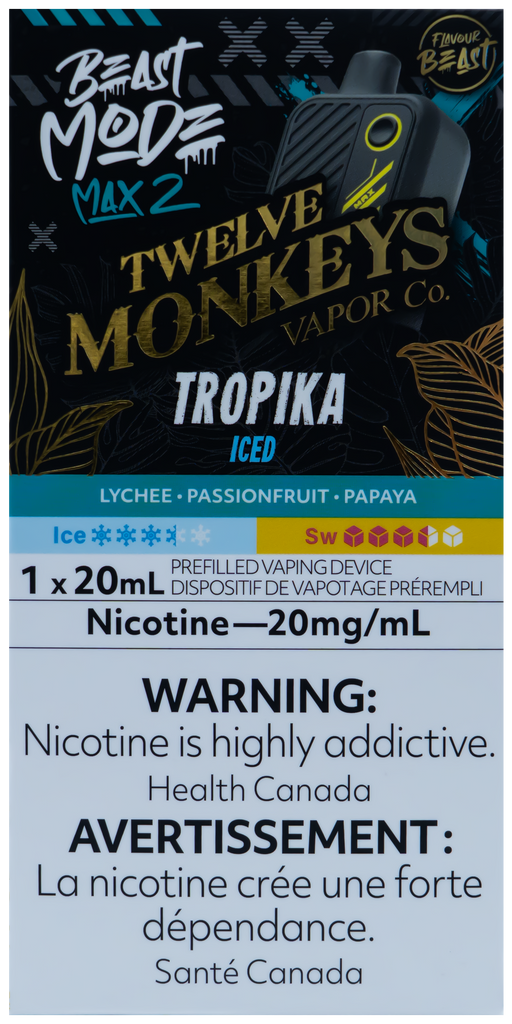 FLAVOUR
BEAST
BEAST
MODE
MAX 2
MAX
TWELVE
MONKEYS
VAPOR Co.
TROPIKA
ICED
LYCHEE • PASSIONFRUIT • PAPAYA
Ice
Sw
1 x 20mL PREFILLED VAPING DEVICE
DISPOSITIF DE VAPOTAGE PRÉREMPLI
Nicotine—20mg/mL
WARNING:
Nicotine is highly addictive.
Health Canada
AVERTISSEMENT :
La nicotine crée une forte
dépendance.
Santé Canada